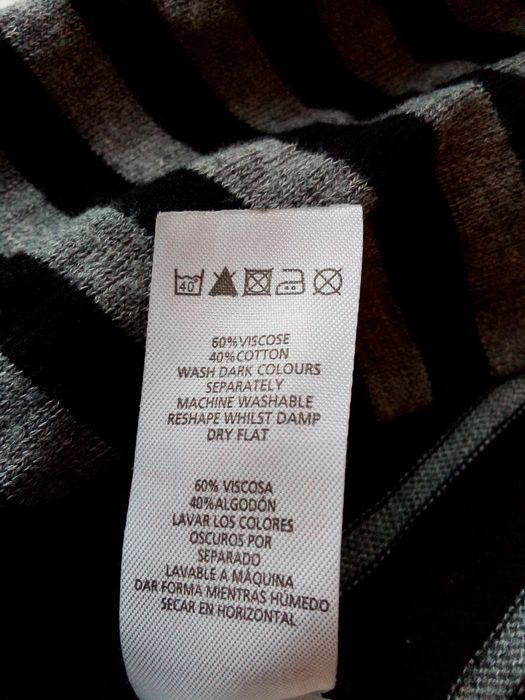 40
60%VISCOSE
40%COTTON
WASH DARK COLOURS
SEPARATELY
MACHINE WASHABLE
RESHAPE WHILST DAMP
DRY FLAT
60% VISCOSA
40%ALGODÓN
LAVAR LOS COLORES
OSCUROS POR
SEPARADO
LAVABLE A MÁQUINA
DAR FORMA MIENTRAS HÚMEDO
SECAR EN HORIZONTAL